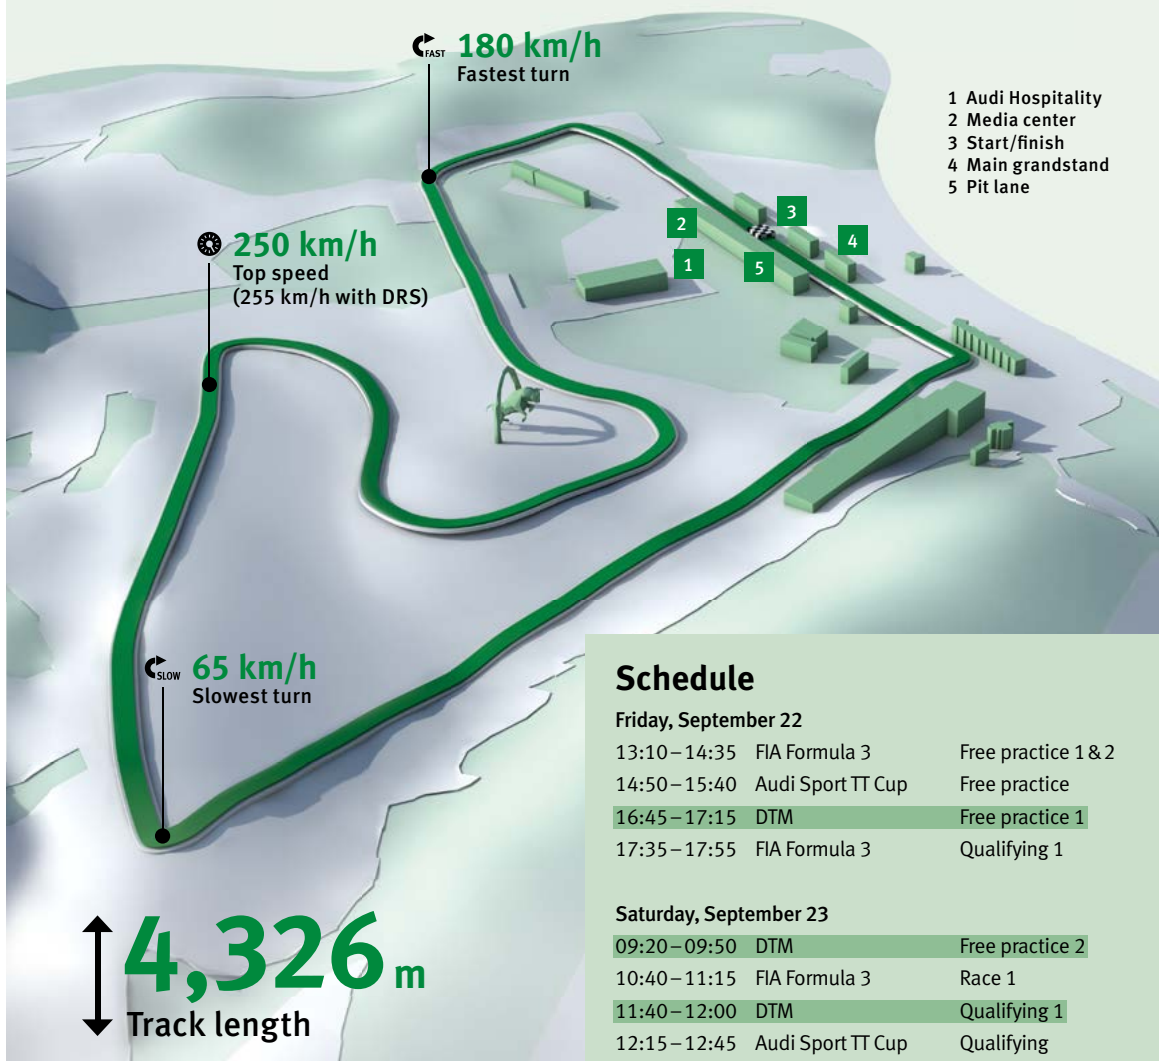 FAST 180 km/h
Fastest turn
1 Audi Hospitality
2 Media center
3 Start/finish
4 Main grandstand
5 Pit lane
250 km/h
Top speed
(255 km/h with DRS)
2
3
4
1
5
SLOW 65 km/h
Slowest turn
4,326 m
Track length
Schedule
Friday, September 22
13:10–14:35 FIA Formula 3 Free practice 1 & 2
14:50–15:40 Audi Sport TT Cup Free practice
16:45–17:15 DTM Free practice 1
17:35–17:55 FIA Formula 3 Qualifying 1
Saturday, September 23
09:20–09:50 DTM Free practice 2
10:40–11:15 FIA Formula 3 Race 1
11:40–12:00 DTM Qualifying 1
12:15–12:45 Audi Sport TT Cup Qualifying